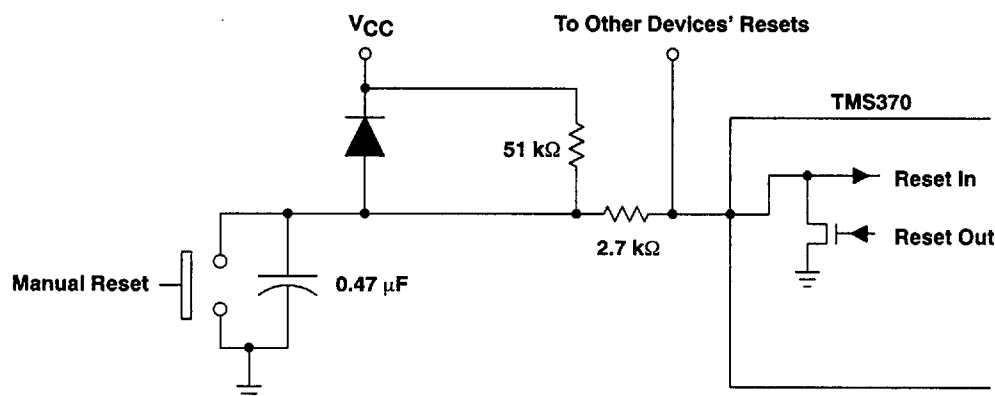 VCC
To Other Devices' Resets
TMS370
51 kΩ
Reset In
2.7 kΩ
Reset Out
Manual Reset
0.47 µF